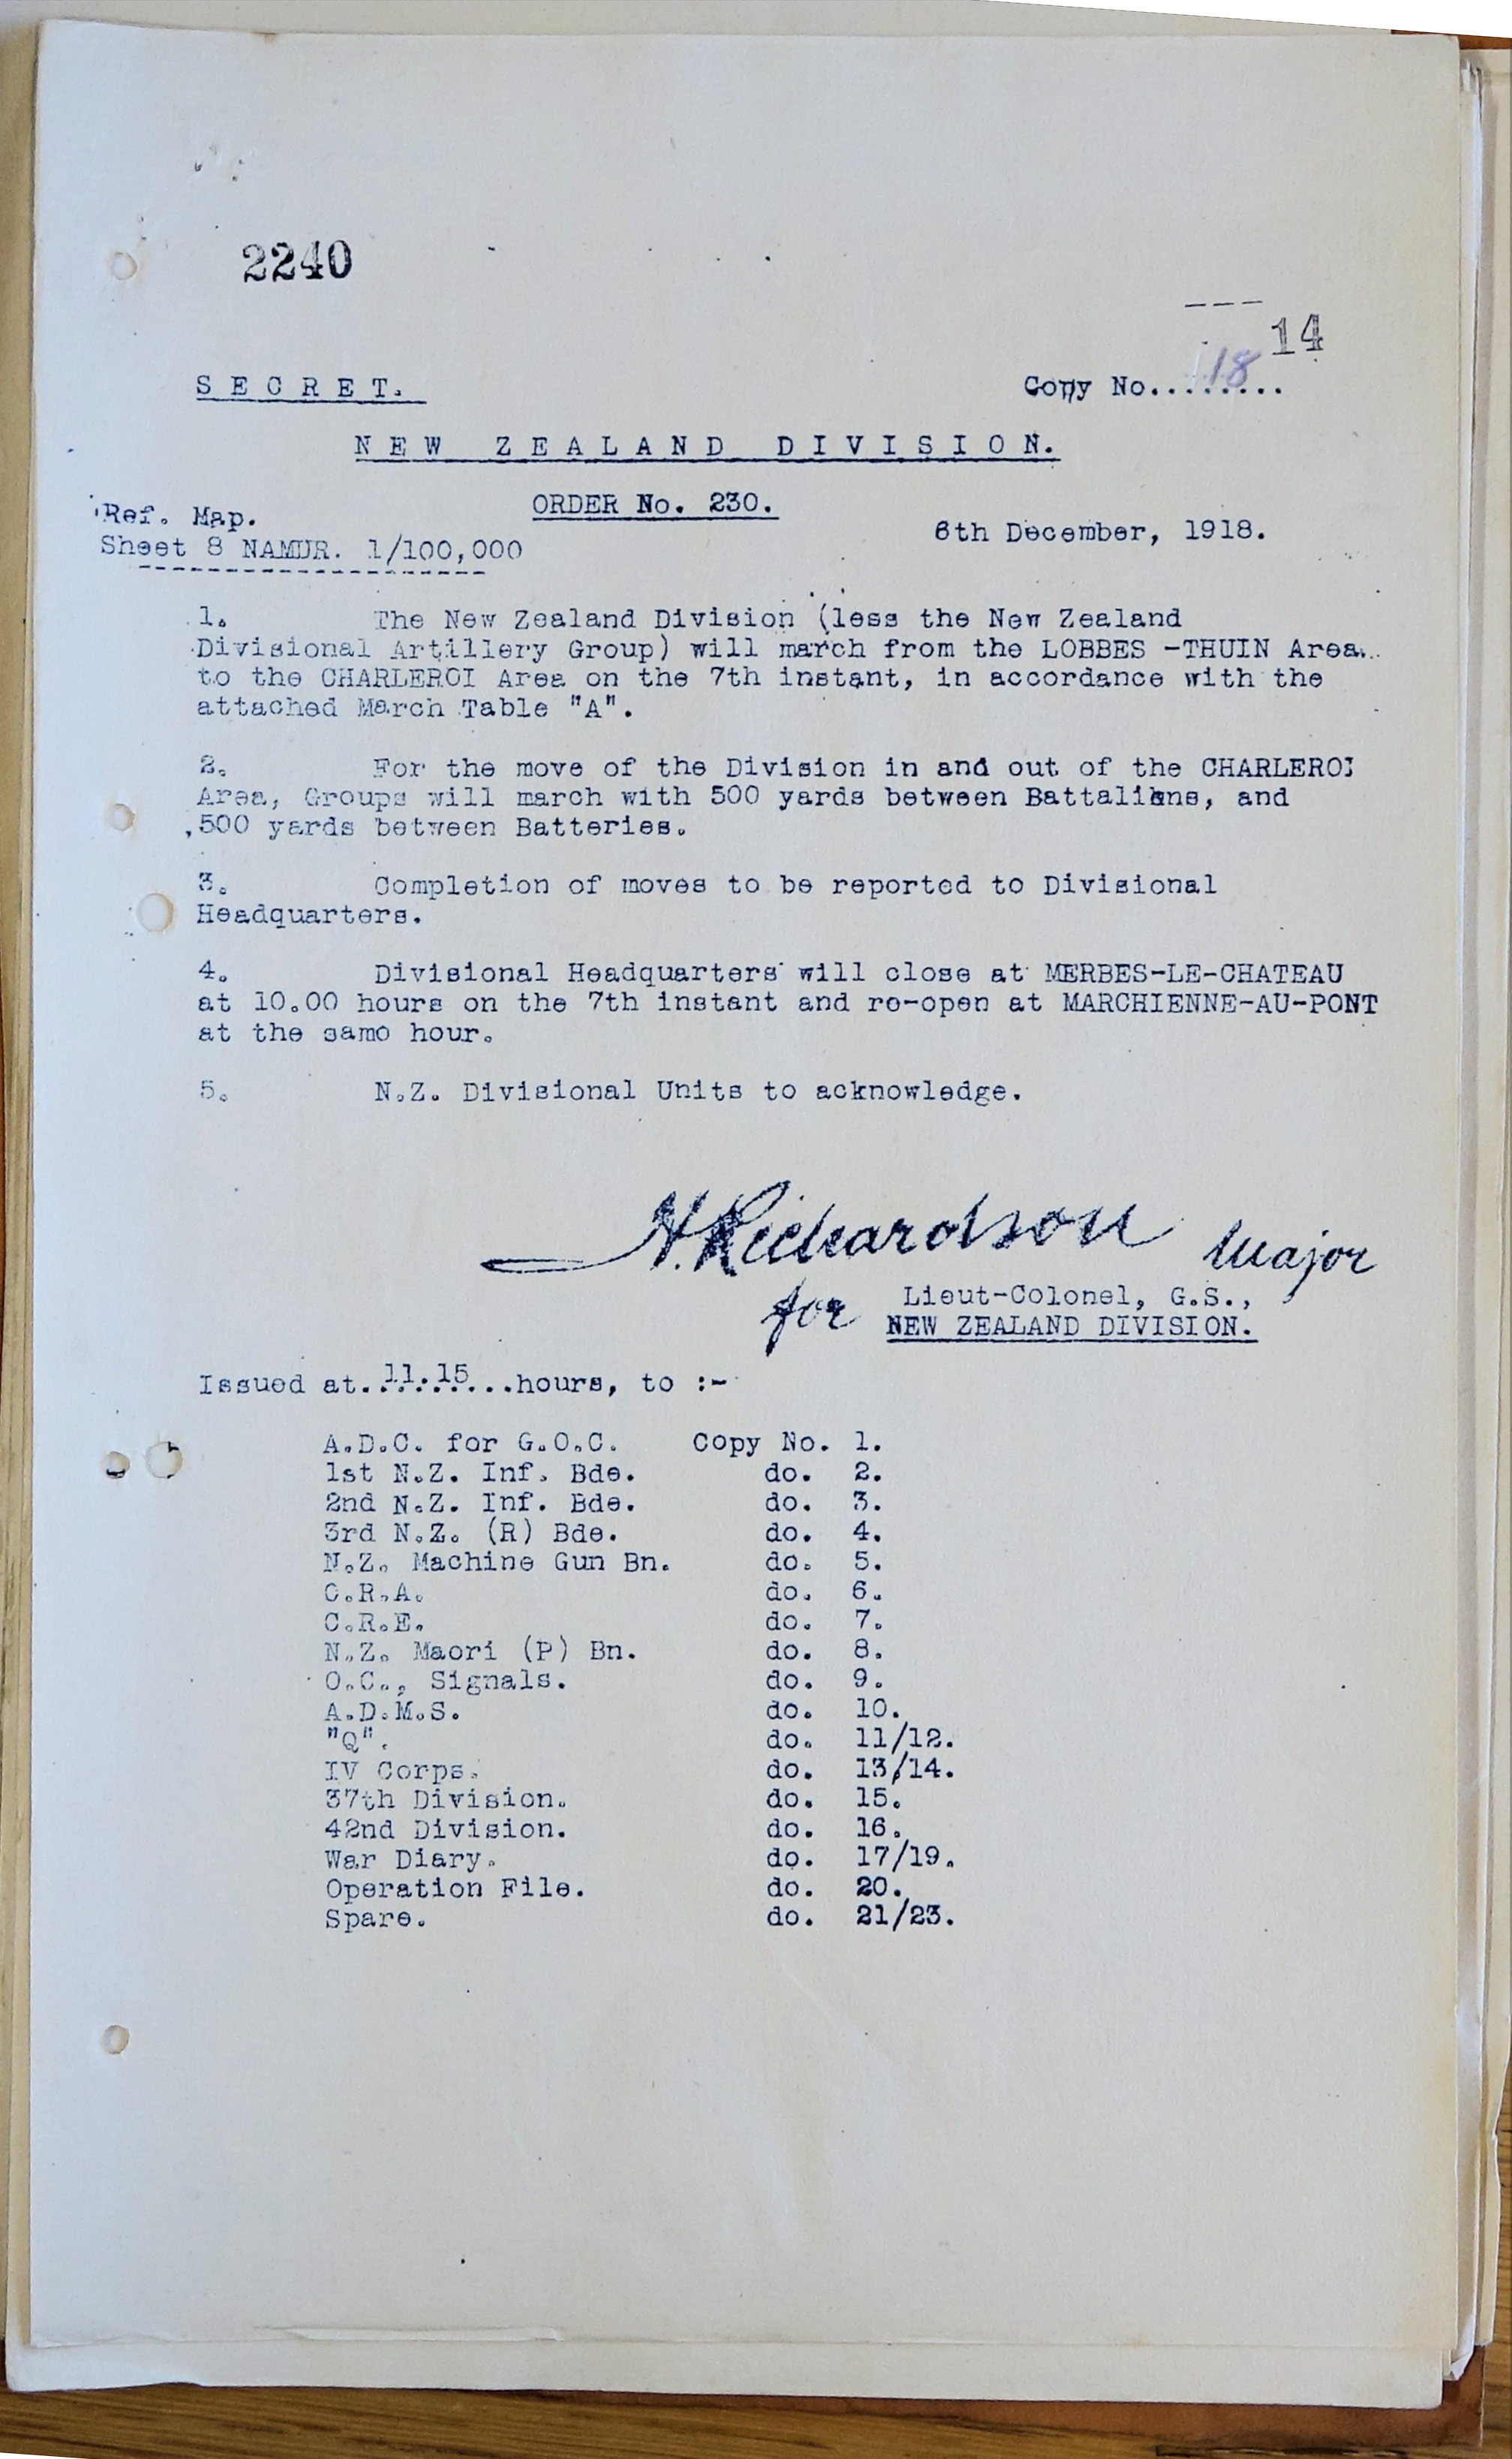 2240
14
SECRET. Copy No.....18....
NEW ZEALAND DIVISION.
ORDER No. 230.
Ref. Map.
6th December, 1918.
Sheet 8 NAMUR. 1/100,000
1. The New Zealand Division (less the New Zealand
Divisional Artillery Group) will march from the LOBBES -THUIN Area
to the CHARLEROI Area on the 7th instant, in accordance with the
attached March Table "A".
2. For the move of the Division in and out of the CHARLEROI
Area, Groups will march with 500 yards between Battalions, and
500 yards between Batteries.
3. Completion of moves to be reported to Divisional
Headquarters.
4. Divisional Headquarters will close at MERBES-LE-CHATEAU
at 10.00 hours on the 7th instant and re-open at MARCHIENNE-AU-PONT
at the same hour.
5. N.Z. Divisional Units to acknowledge.
H. Richardson Major
for Lieut-Colonel, G.S.,
NEW ZEALAND DIVISION.
Issued at..11.15...hours, to :-
A.D.C. for G.O.C. Copy No. 1.
1st N.Z. Inf. Bde. do. 2.
2nd N.Z. Inf. Bde. do. 3.
3rd N.Z. (R) Bde. do. 4.
N.Z. Machine Gun Bn. do. 5.
C.R.A. do. 6.
C.R.E. do. 7.
N.Z. Maori (P) Bn. do. 8.
O.C., Signals. do. 9.
A.D.M.S. do. 10.
"Q". do. 11/12.
IV Corps. do. 13/14.
37th Division. do. 15.
42nd Division. do. 16.
War Diary. do. 17/19.
Operation File. do. 20.
Spare. do. 21/23.